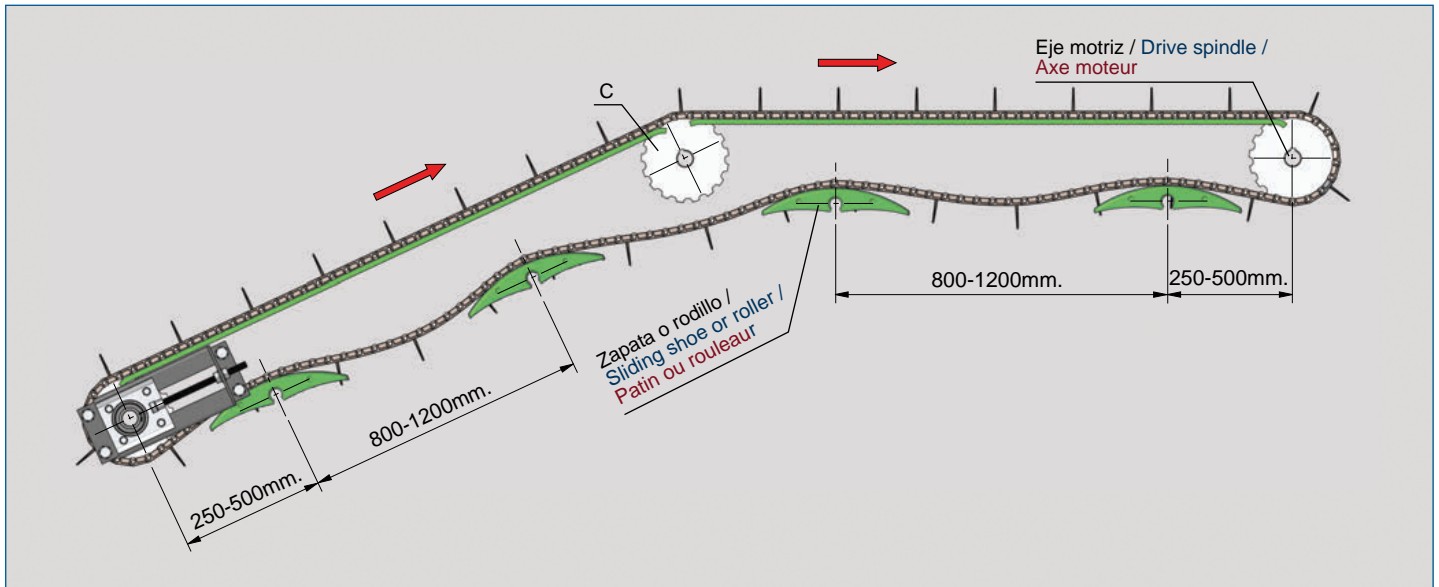 Eje motriz / Drive spindle /
Axe moteur
C
800-1200mm.
250-500mm.
Zapata o rodillo /
Sliding shoe or roller /
Patin ou rouleaur
800-1200mm.
250-500mm.